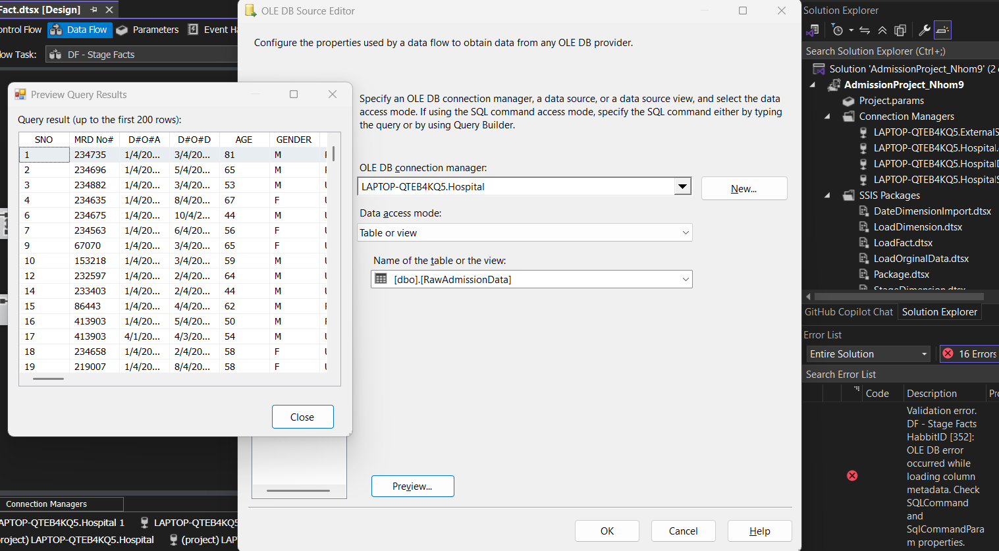 Fact.dtsx [Design]
ontrol Flow
Data Flow
Parameters
Event Ha
ow Task:
DF - Stage Facts
Preview Query Results
Query result (up to the first 200 rows):
SNO MRD No# D#O#A D#O#D AGE GENDER
1 234735 1/4/20... 3/4/20... 81 M
2 234696 1/4/20... 5/4/20... 65 M
3 234882 1/4/20... 3/4/20... 53 M
4 234635 1/4/20... 8/4/20... 67 F
6 234675 1/4/20... 10/4/2... 44 M
7 234563 1/4/20... 6/4/20... 56 F
9 67070 1/4/20... 3/4/20... 65 F
10 153218 1/4/20... 3/4/20... 59 M
12 232597 1/4/20... 2/4/20... 64 M
14 233403 1/4/20... 2/4/20... 44 M
15 86443 1/4/20... 4/4/20... 62 M
16 413903 1/4/20... 5/4/20... 50 M
17 413903 4/1/20... 4/3/20... 54 M
18 234658 1/4/20... 2/4/20... 58 F
19 219007 1/4/20... 8/4/20... 58 F
Close
Connection Managers
APTOP-QTEB4KQ5.Hospital 1
LAPTOP-QTEB4KQ5
roject) LAPTOP-QTEB4KQ5.Hospital
(project) LAP
OLE DB Source Editor
Configure the properties used by a data flow to obtain data from any OLE DB provider.
Specify an OLE DB connection manager, a data source, or a data source view, and select the data
access mode. If using the SQL command access mode, specify the SQL command either by typing
the query or by using Query Builder.
OLE DB connection manager:
LAPTOP-QTEB4KQ5.Hospital
New...
Data access mode:
Table or view
Name of the table or the view:
[dbo].[RawAdmissionData]
Preview...
OK
Cancel
Help
Solution Explorer
Search Solution Explorer (Ctrl+;)
Solution 'AdmissionProject_Nhom9' (2 o
AdmissionProject_Nhom9
Project.params
Connection Managers
LAPTOP-QTEB4KQ5.ExternalS
LAPTOP-QTEB4KQ5.Hospital.
LAPTOP-QTEB4KQ5.HospitalD
LAPTOP-QTEB4KQ5.HospitalS
SSIS Packages
DateDimensionImport.dtsx
LoadDimension.dtsx
LoadFact.dtsx
LoadOrginalData.dtsx
Package.dtsx
StageDimension.dtsx
GitHub Copilot Chat
Solution Explorer
Error List
Entire Solution
16 Errors
Search Error List
Code
Description
Pro
Validation error.
DF - Stage Facts
HabbitID [352]:
OLE DB error
occurred while
loading column
metadata. Check
SQLCommand
and
SqlCommandPara
m properties.